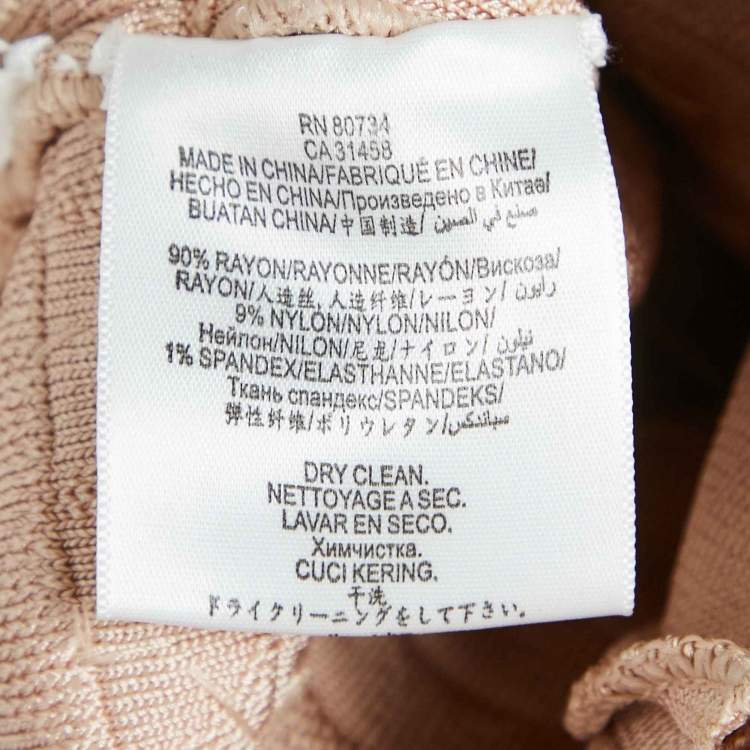 RN 80734
CA 31458
MADE IN CHINA/FABRIQUÉ EN CHINE/
HECHO EN CHINA/Произведено в Китае/
BUATAN CHINA/中国制造/صنع في الصين
90% RAYON/RAYONNE/RAYÓN/Вискоза/
RAYON/人造丝, 人造纤维/レーヨン/رايون
9% NYLON/NYLON/NILON/
Нейлон/NILON/尼龙/ナイロン/نيلون
1% SPANDEX/ELASTHANNE/ELASTANO/
Ткань спандекс/SPANDEKS/
弹性纤维/ポリウレタン/سباندكس
DRY CLEAN.
NETTOYAGE A SEC.
LAVAR EN SECO.
Химчистка.
CUCI KERING.
干洗
ドライクリーニングをして下さい.